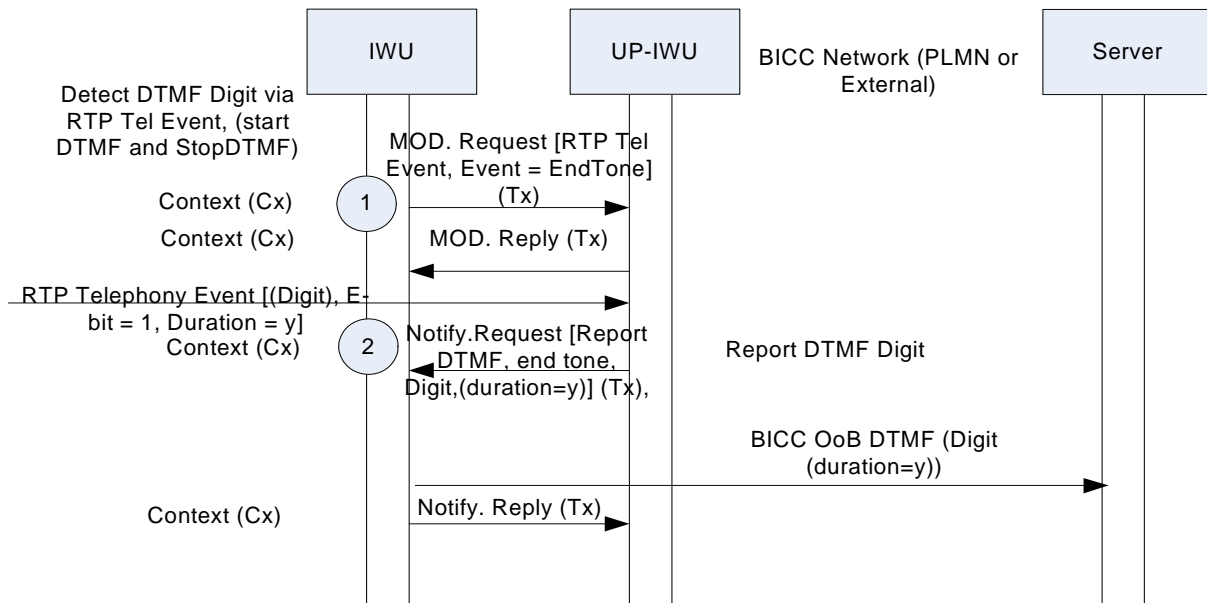 IWU
UP-IWU
BICC Network (PLMN or
External)
Server
Detect DTMF Digit via
RTP Tel Event, (start
DTMF and StopDTMF)
MOD. Request [RTP Tel
Event, Event = EndTone]
(Tx)
Context (Cx)
1
Context (Cx)
MOD. Reply (Tx)
RTP Telephony Event [(Digit), E-
bit = 1, Duration = y]
Context (Cx)
2
Notify.Request [Report
DTMF, end tone,
Digit,(duration=y)] (Tx),
Report DTMF Digit
BICC OoB DTMF (Digit
(duration=y))
Context (Cx)
Notify. Reply (Tx)